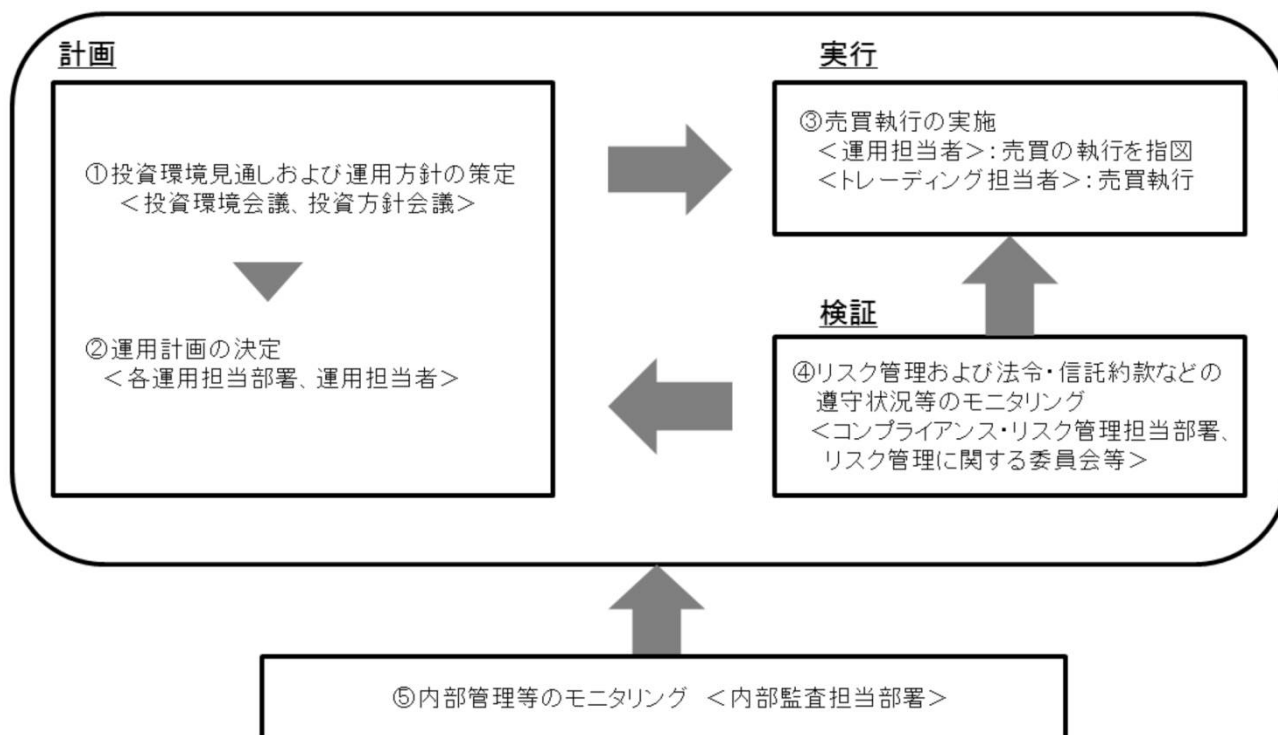 計画
①投資環境見通しおよび運用方針の策定
＜投資環境会議、投資方針会議＞
②運用計画の決定
＜各運用担当部署、運用担当者＞
実行
③売買執行の実施
＜運用担当者＞：売買の執行を指図
＜トレーディング担当者＞：売買執行
検証
④リスク管理および法令・信託約款などの
遵守状況等のモニタリング
＜コンプライアンス・リスク管理担当部署、
リスク管理に関する委員会等＞
⑤内部管理等のモニタリング ＜内部監査担当部署＞